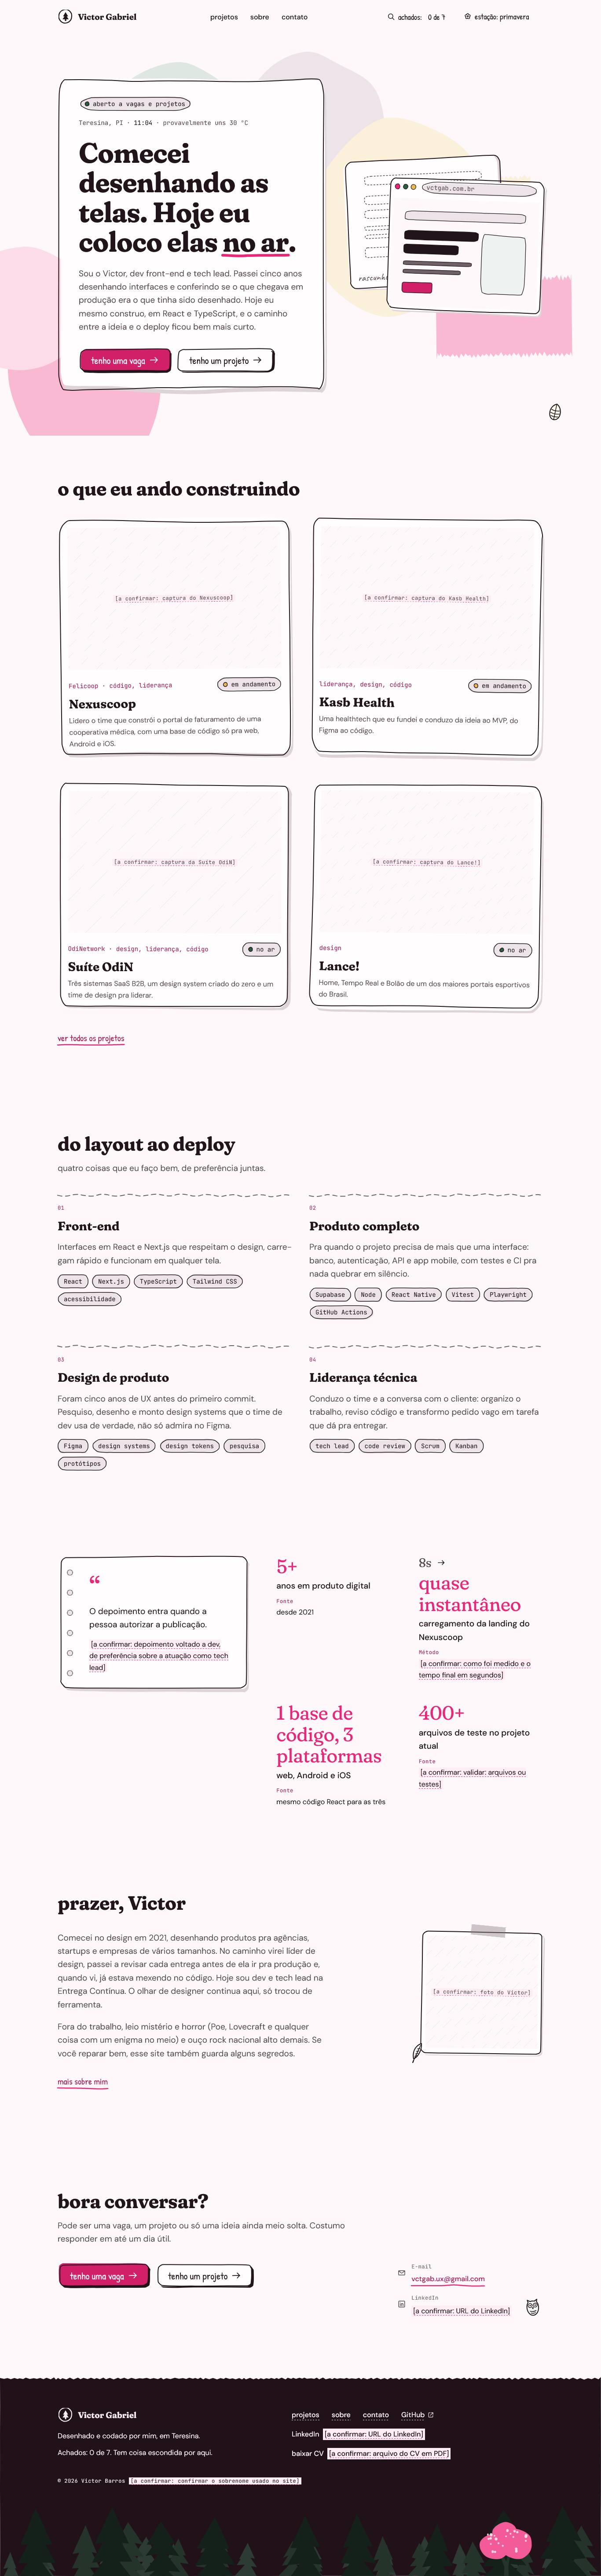 Victor Gabriel
projetos sobre contato
achados: 0 de 7
estação: primavera
aberto a vagas e projetos
Teresina, PI · 11:04 · provavelmente uns 30 °C
Comecei
desenhando as
telas. Hoje eu
coloco elas no ar.
Sou o Victor, dev front-end e tech lead. Passei cinco anos
desenhando interfaces e conferindo se o que chegava em
produção era o que tinha sido desenhado. Hoje eu
mesmo construo, em React e TypeScript, e o caminho
entre a ideia e o deploy ficou bem mais curto.
tenho uma vaga →
tenho um projeto →
vctgab.com.br
o que eu ando construindo
[a confirmar: captura do Nexuscoop]
Felicoop · código, liderança
em andamento
Nexuscoop
Lidero o time que constrói o portal de faturamento de uma
cooperativa médica, com uma base de código só pra web,
Android e iOS.
[a confirmar: captura do Kasb Health]
liderança, design, código
em andamento
Kasb Health
Uma healthtech que eu fundei e conduzo da ideia ao MVP, do
Figma ao código.
[a confirmar: captura da Suíte OdiN]
OdiNetwork · design, liderança, código
no ar
Suíte OdiN
Três sistemas SaaS B2B, um design system criado do zero e um
time de design pra liderar.
[a confirmar: captura do Lance!]
design
no ar
Lance!
Home, Tempo Real e Bolão de um dos maiores portais esportivos
do Brasil.
ver todos os projetos
do layout ao deploy
quatro coisas que eu faço bem, de preferência juntas.
01
Front-end
Interfaces em React e Next.js que respeitam o design, carre-
gam rápido e funcionam em qualquer tela.
React Next.js TypeScript Tailwind CSS
acessibilidade
02
Produto completo
Pra quando o projeto precisa de mais que uma interface:
banco, autenticação, API e app mobile, com testes e CI pra
nada quebrar em silêncio.
Supabase Node React Native Vitest Playwright
GitHub Actions
03
Design de produto
Foram cinco anos de UX antes do primeiro commit.
Pesquiso, desenho e monto design systems que o time de
dev usa de verdade, não só admira no Figma.
Figma design systems design tokens pesquisa
protótipos
04
Liderança técnica
Conduzo o time e a conversa com o cliente: organizo o
trabalho, reviso código e transformo pedido vago em tarefa
que dá pra entregar.
tech lead code review Scrum Kanban
“
O depoimento entra quando a
pessoa autorizar a publicação.
[a confirmar: depoimento voltado a dev,
de preferência sobre a atuação como tech
lead]
5+
anos em produto digital
Fonte
desde 2021
8s →
quase
instantâneo
carregamento da landing do
Nexuscoop
Método
[a confirmar: como foi medido e o
tempo final em segundos]
1 base de
código, 3
plataformas
web, Android e iOS
Fonte
mesmo código React para as três
400+
arquivos de teste no projeto
atual
Fonte
[a confirmar: validar: arquivos ou
testes]
prazer, Victor
Comecei no design em 2021, desenhando produtos pra agências,
startups e empresas de vários tamanhos. No caminho virei líder de
design, passei a revisar cada entrega antes de ela ir pra produção e,
quando vi, já estava mexendo no código. Hoje sou dev e tech lead na
Entrega Contínua. O olhar de designer continua aqui, só trocou de
ferramenta.
Fora do trabalho, leio mistério e horror (Poe, Lovecraft e qualquer
coisa com um enigma no meio) e ouço rock nacional alto demais. Se
você reparar bem, esse site também guarda alguns segredos.
mais sobre mim
[a confirmar: foto do Victor]
bora conversar?
Pode ser uma vaga, um projeto ou só uma ideia ainda meio solta. Costumo
responder em até um dia útil.
tenho uma vaga →
tenho um projeto →
E-mail
vctgab.ux@gmail.com
LinkedIn
[a confirmar: URL do LinkedIn]
Victor Gabriel
Desenhado e codado por mim, em Teresina.
Achados: 0 de 7. Tem coisa escondida por aqui.
projetos sobre contato GitHub
LinkedIn [a confirmar: URL do LinkedIn]
baixar CV [a confirmar: arquivo do CV em PDF]
© 2026 Victor Barros [a confirmar: confirmar o sobrenome usado no site]